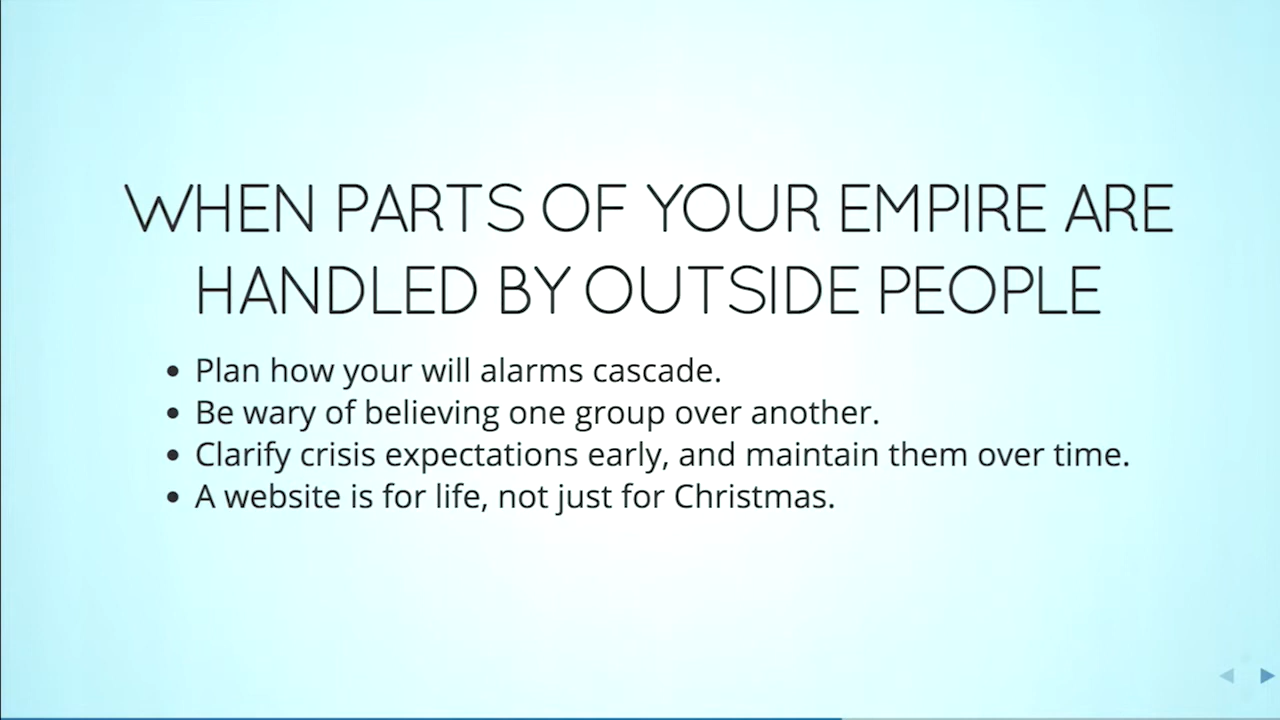 WHEN PARTS OF YOUR EMPIRE ARE
HANDLED BY OUTSIDE PEOPLE
Plan how your will alarms cascade.
Be wary of believing one group over another.
Clarify crisis expectations early, and maintain them over time.
A website is for life, not just for Christmas.